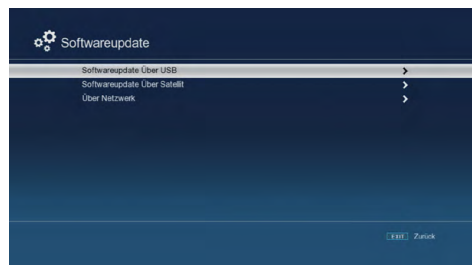 Softwareupdate
Softwareupdate Über USB
Softwareupdate Über Satellit
Über Netzwerk
EXIT Zurück